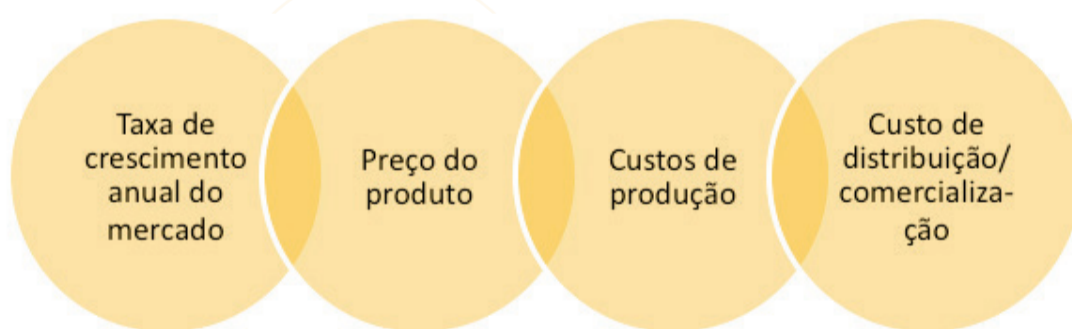 Taxa de
crescimento
anual do
mercado
Preço do
produto
Custos de
produção
Custo de
distribuição/
comercializa-
ção